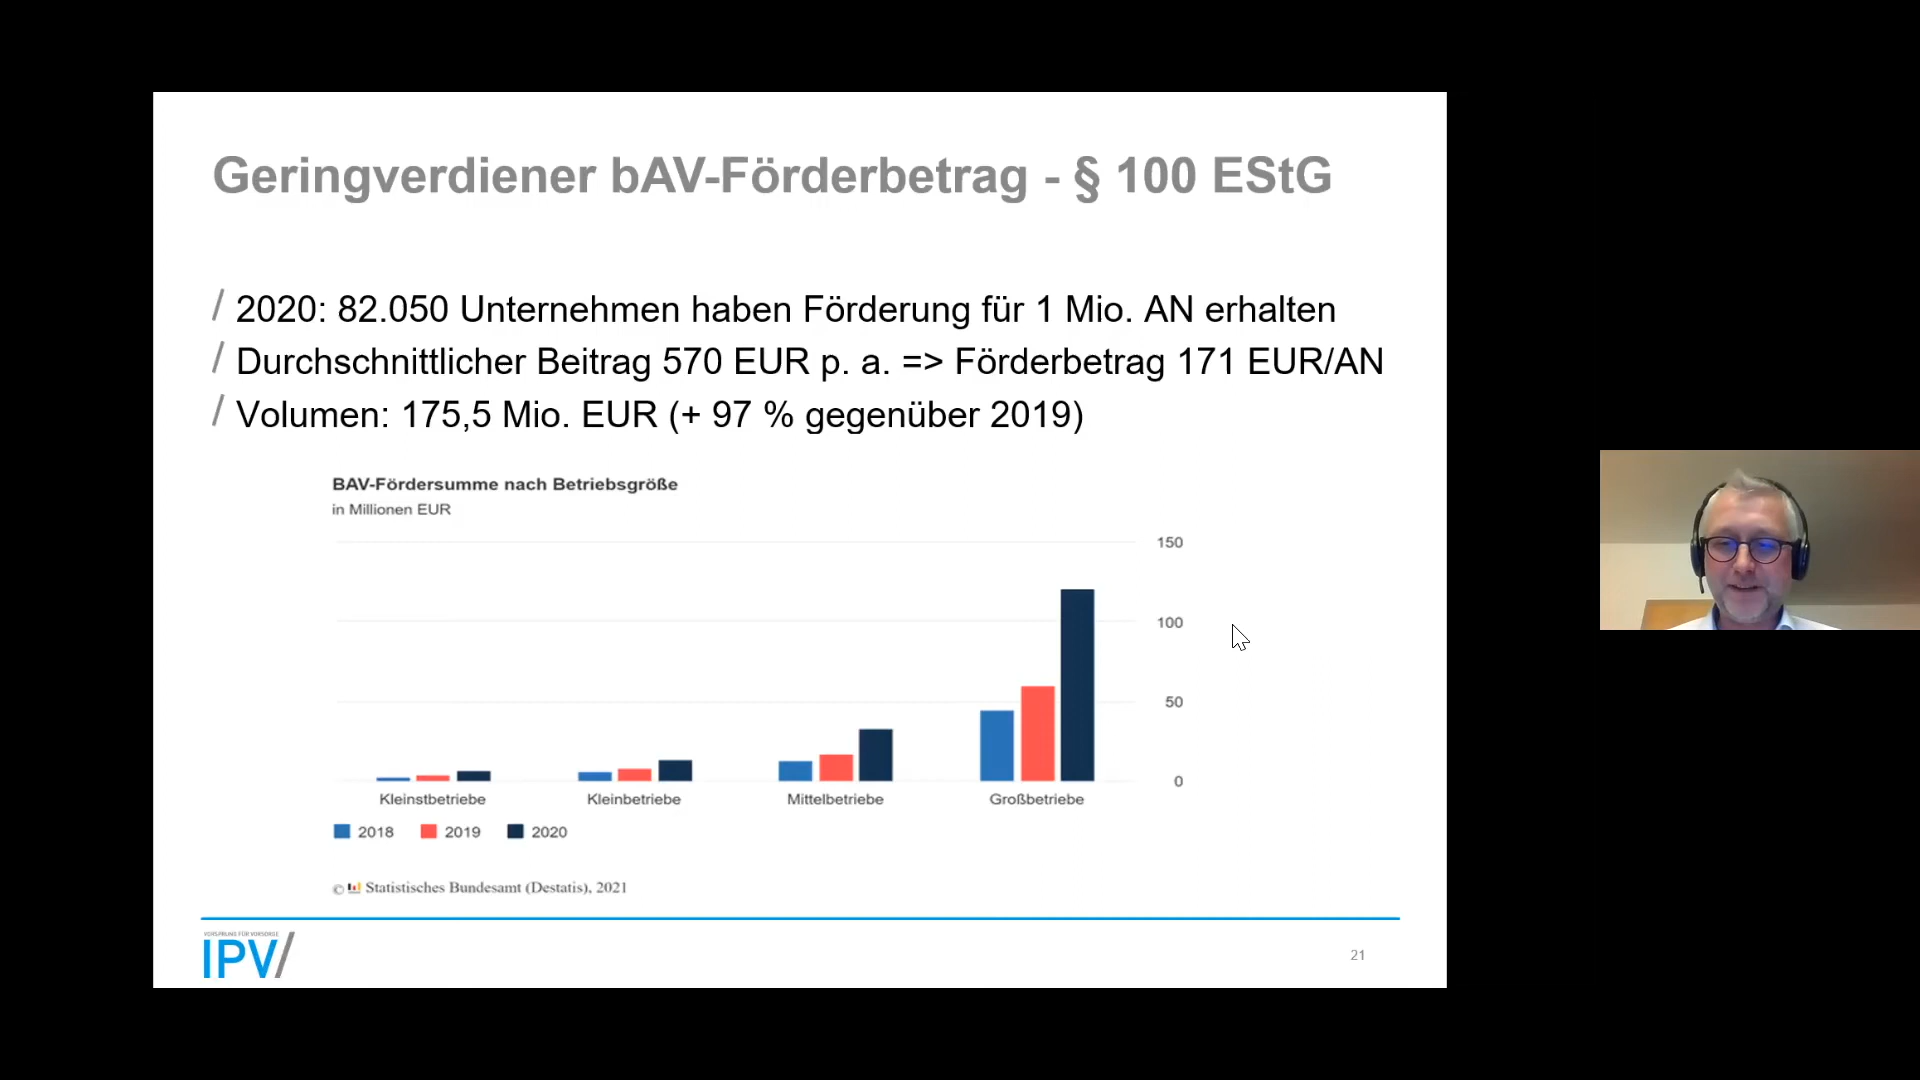 Geringverdiener bAV-Förderbetrag - § 100 EStG
/ 2020: 82.050 Unternehmen haben Förderung für 1 Mio. AN erhalten
/ Durchschnittlicher Beitrag 570 EUR p. a. => Förderbetrag 171 EUR/AN
/ Volumen: 175,5 Mio. EUR (+ 97 % gegenüber 2019)
BAV-Fördersumme nach Betriebsgröße
in Millionen EUR
150
100
50
0
Kleinstbetriebe Kleinbetriebe Mittelbetriebe Großbetriebe
2018 2019 2020
© Statistisches Bundesamt (Destatis), 2021
VORSPRUNG FÜR VORSORGE
IPV/
21